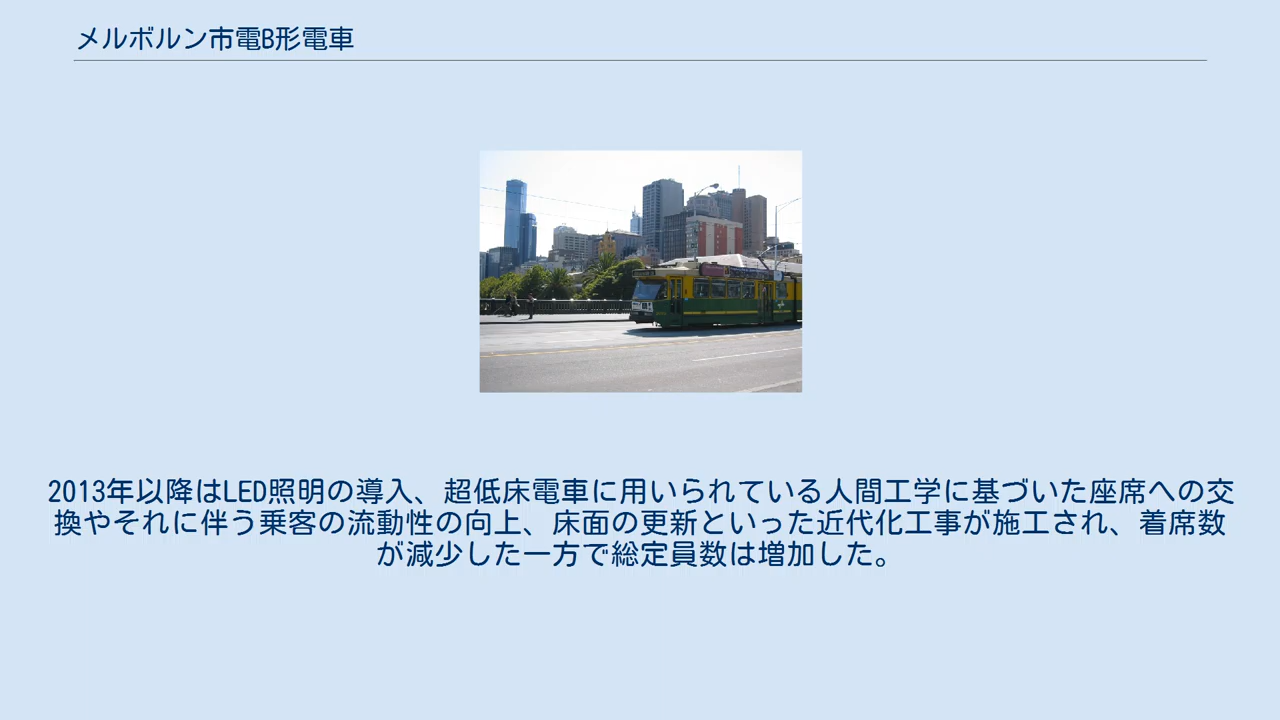 メルボルン市電B形電車
2013年以降はLED照明の導入、超低床電車に用いられている人間工学に基づいた座席への交
換やそれに伴う乗客の流動性の向上、床面の更新といった近代化工事が施工され、着席数
が減少した一方で総定員数は増加した。